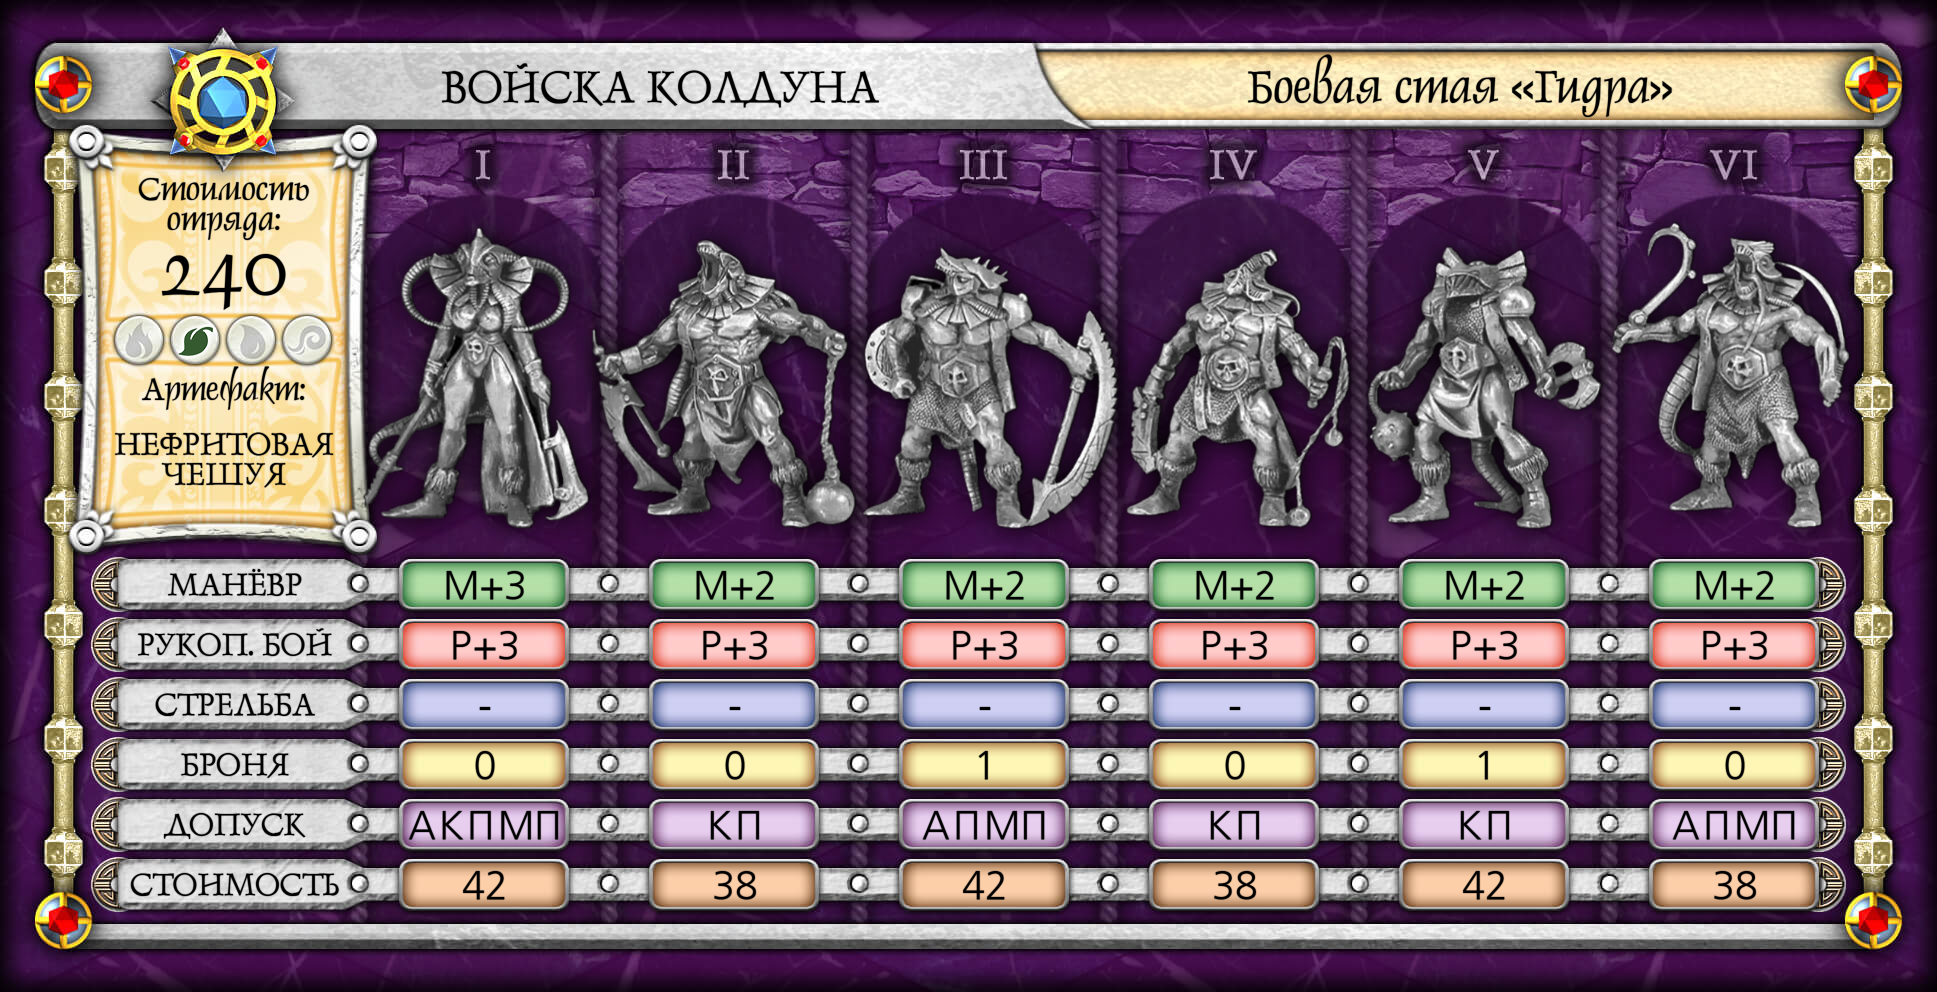 ВОЙСКА КОЛДУНА
Боевая стая «Гидра»
Стоимость
отряда:
240
Артефакт:
НЕФРИТОВАЯ
ЧЕШУЯ
I II III IV V VI
МАНЁВР М+3 М+2 М+2 М+2 М+2 М+2
РУКОП. БОЙ Р+3 Р+3 Р+3 Р+3 Р+3 Р+3
СТРЕЛЬБА - - - - - -
БРОНЯ 0 0 1 0 1 0
ДОПУСК АКПМП КП АПМП КП КП АПМП
СТОИМОСТЬ 42 38 42 38 42 38